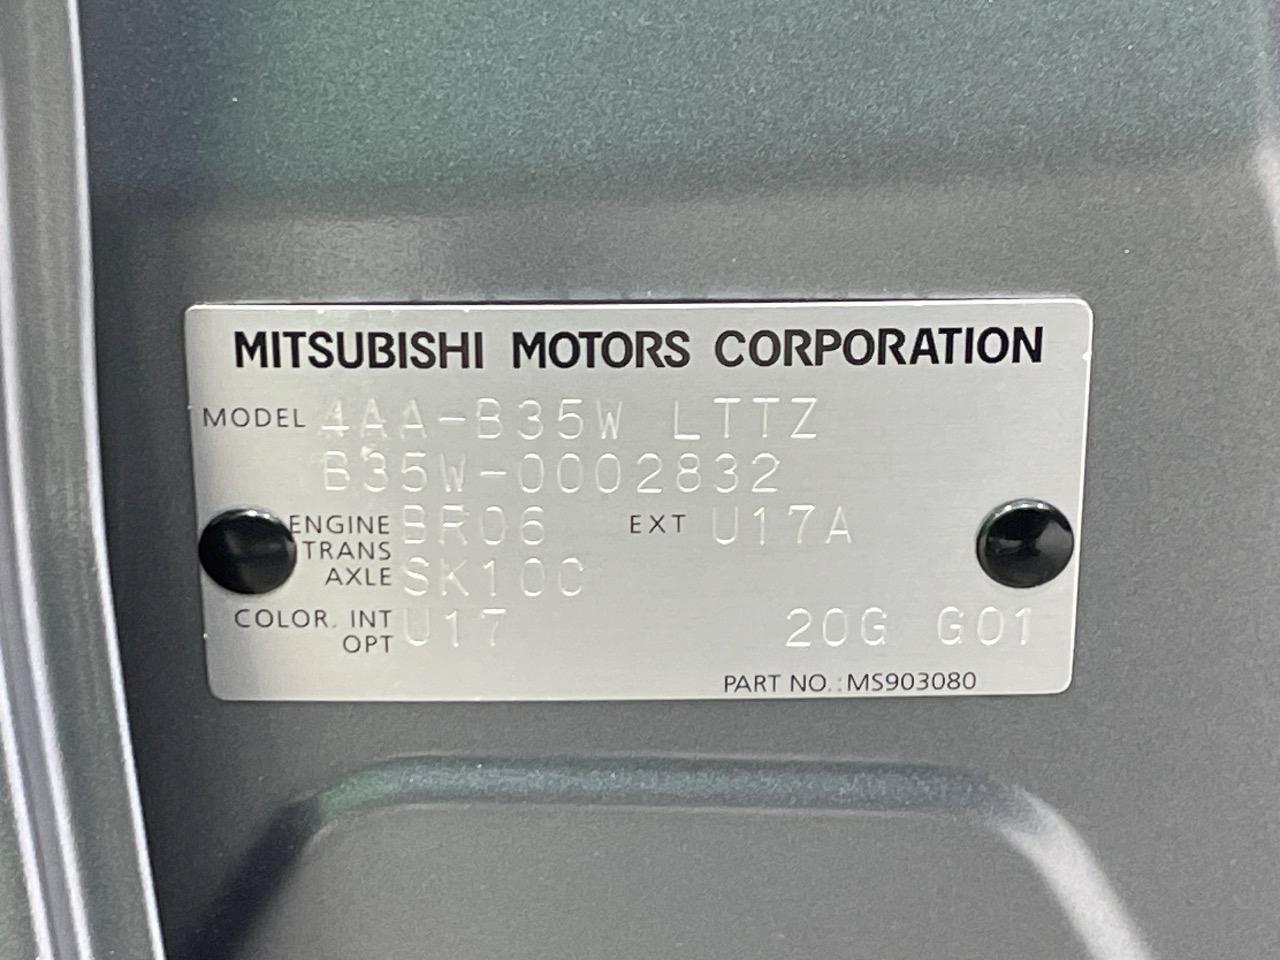 MITSUBISHI MOTORS CORPORATION
MODEL 4AA-B35W LTTZ
B35W-0002832
ENGINE BR06 EXT U17A
TRANS
AXLE SK10C
COLOR. INT U17 20G G01
OPT
PART NO.:MS903080